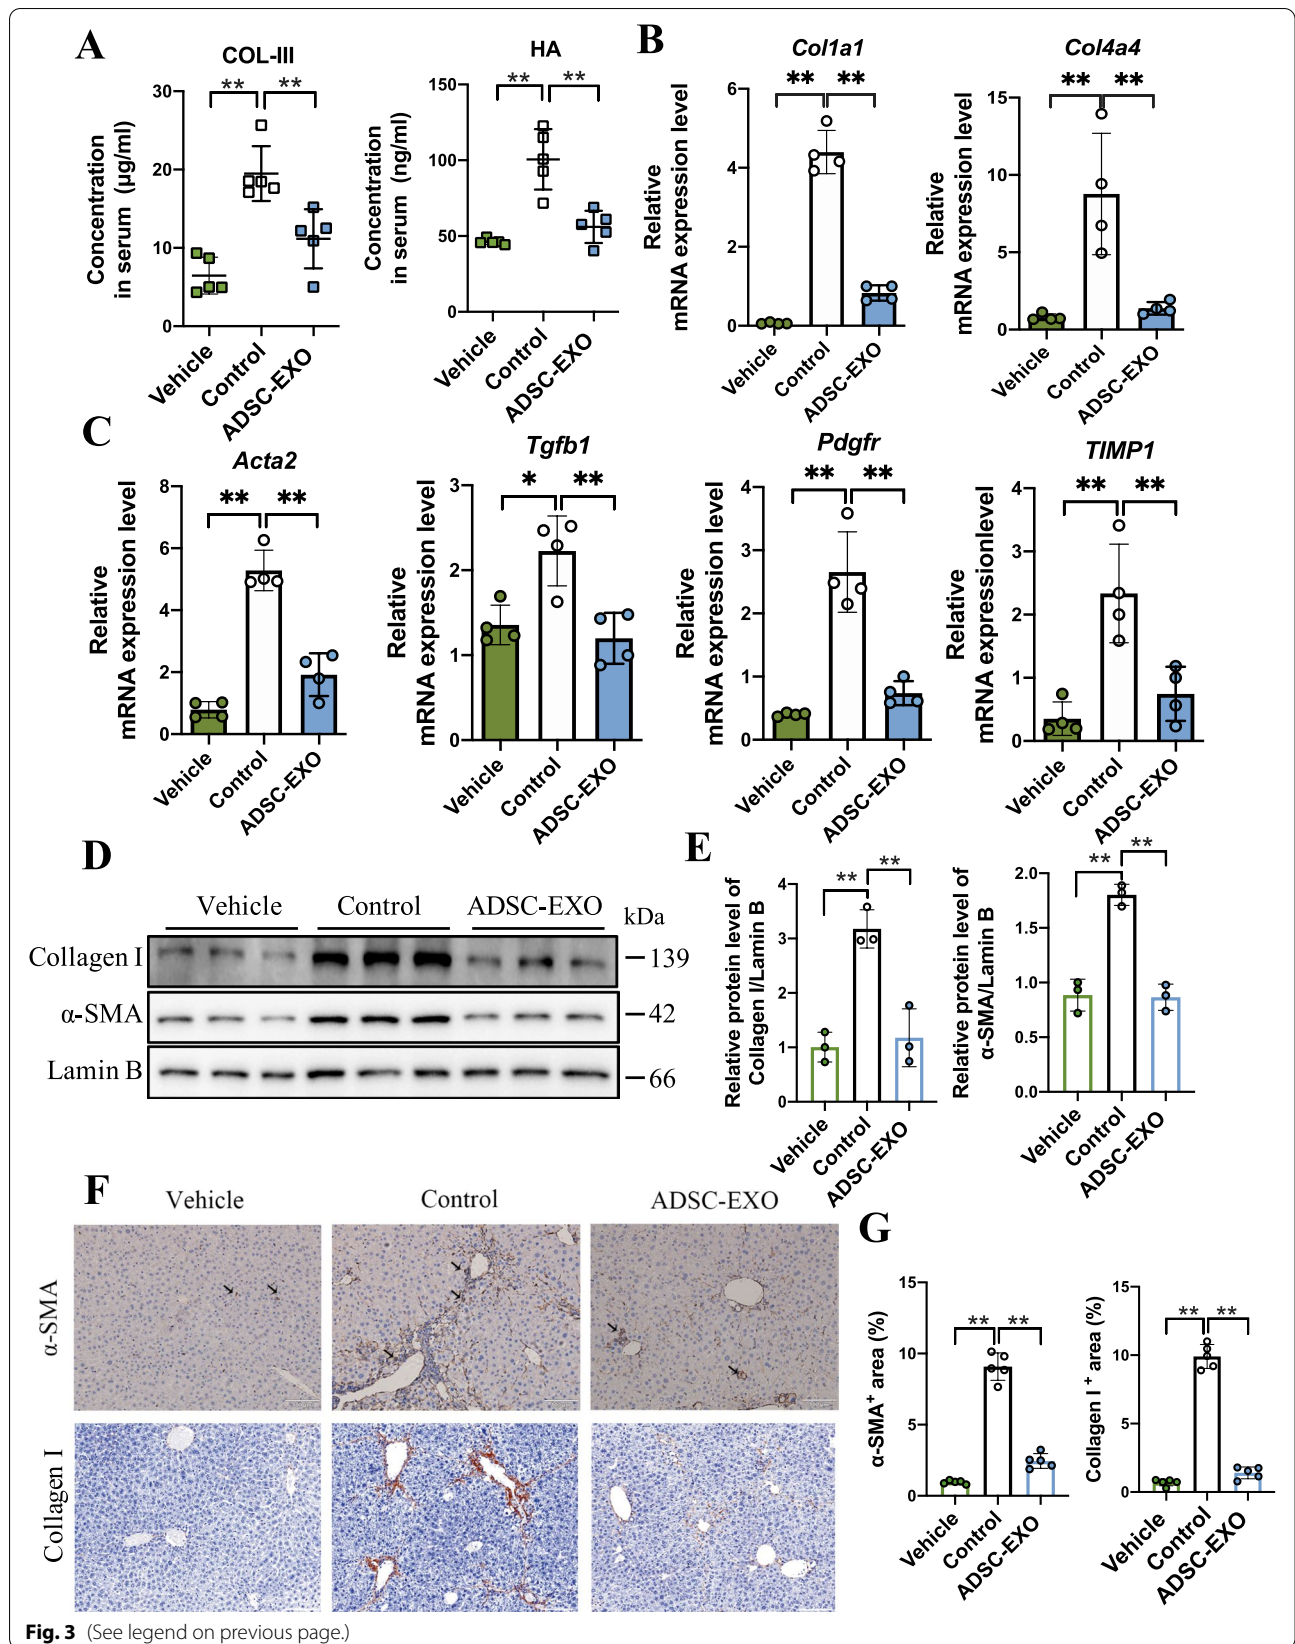 A
COL-III
** **
Concentration
in serum (μg/ml)
30
20
10
0
Vehicle
Control
ADSC-EXO
HA
** **
Concentration
in serum (ng/ml)
150
100
50
0
Vehicle
Control
ADSC-EXO
B
Col1a1
** **
Relative
mRNA expression level
6
4
2
0
Vehicle
Control
ADSC-EXO
Col4a4
** **
Relative
mRNA expression level
15
10
5
0
Vehicle
Control
ADSC-EXO
C
Acta2
** **
Relative
mRNA expression level
8
6
4
2
0
Vehicle
Control
ADSC-EXO
Tgfb1
* **
Relative
mRNA expression level
3
2
1
0
Vehicle
Control
ADSC-EXO
Pdgfr
** **
Relative
mRNA expression level
4
3
2
1
0
Vehicle
Control
ADSC-EXO
TIMP1
** **
Relative
mRNA expressionlevel
4
3
2
1
0
Vehicle
Control
ADSC-EXO
D
Vehicle Control ADSC-EXO kDa
Collagen I 139
α-SMA 42
Lamin B 66
E
** **
Relative protein level of
Collagen I/Lamin B
4
3
2
1
0
Vehicle
Control
ADSC-EXO
** **
Relative protein level of
α-SMA/Lamin B
2.0
1.5
1.0
0.5
0.0
Vehicle
Control
ADSC-EXO
F
Vehicle Control ADSC-EXO
α-SMA
Collagen I
G
** **
α-SMA+ area (%)
15
10
5
0
Vehicle
Control
ADSC-EXO
** **
Collagen I + area (%)
15
10
5
0
Vehicle
Control
ADSC-EXO
Fig. 3 (See legend on previous page.)